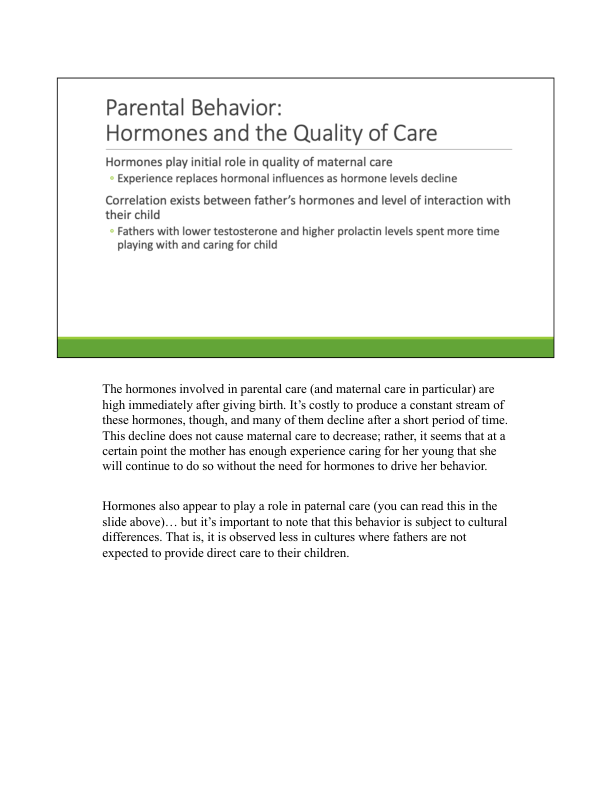 Parental Behavior:
Hormones and the Quality of Care
Hormones play initial role in quality of maternal care
• Experience replaces hormonal influences as hormone levels decline
Correlation exists between father’s hormones and level of interaction with
their child
• Fathers with lower testosterone and higher prolactin levels spent more time
playing with and caring for child
The hormones involved in parental care (and maternal care in particular) are
high immediately after giving birth. It’s costly to produce a constant stream of
these hormones, though, and many of them decline after a short period of time.
This decline does not cause maternal care to decrease; rather, it seems that at a
certain point the mother has enough experience caring for her young that she
will continue to do so without the need for hormones to drive her behavior.
Hormones also appear to play a role in paternal care (you can read this in the
slide above)… but it’s important to note that this behavior is subject to cultural
differences. That is, it is observed less in cultures where fathers are not
expected to provide direct care to their children.